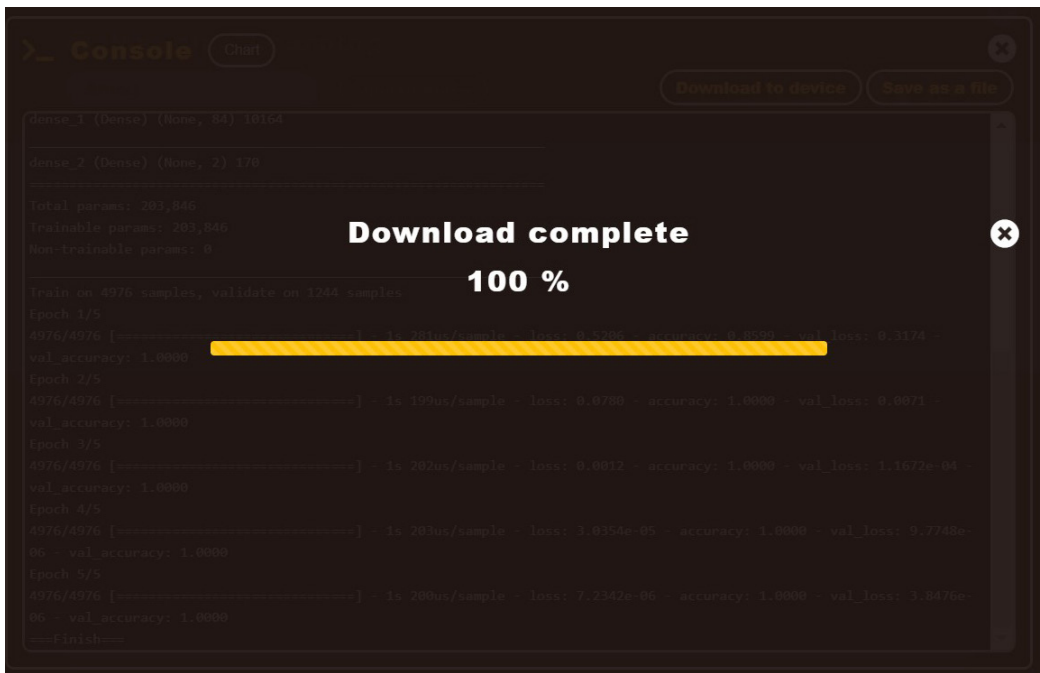 >_ Console Chart
Download to device Save as a file
dense_1 (Dense) (None, 84) 10164
dense_2 (Dense) (None, 2) 170
Total params: 203,846
Trainable params: 203,846
Non-trainable params: 0
Download complete
100 %
Train on 4976 samples, validate on 1244 samples
Epoch 1/5
4976/4976 [==============================] - 1s 201us/sample - loss: 0.5206 - accuracy: 0.8599 - val_loss: 0.3174 -
val_accuracy: 1.0000
Epoch 2/5
4976/4976 [==============================] - 1s 199us/sample - loss: 0.0780 - accuracy: 1.0000 - val_loss: 0.0071 -
val_accuracy: 1.0000
Epoch 3/5
4976/4976 [==============================] - 1s 202us/sample - loss: 0.0012 - accuracy: 1.0000 - val_loss: 1.1672e-04 -
val_accuracy: 1.0000
Epoch 4/5
4976/4976 [==============================] - 1s 203us/sample - loss: 3.0354e-05 - accuracy: 1.0000 - val_loss: 9.7748e-
06 - val_accuracy: 1.0000
Epoch 5/5
4976/4976 [==============================] - 1s 200us/sample - loss: 7.2342e-06 - accuracy: 1.0000 - val_loss: 3.8476e-
06 - val_accuracy: 1.0000
===Finish===